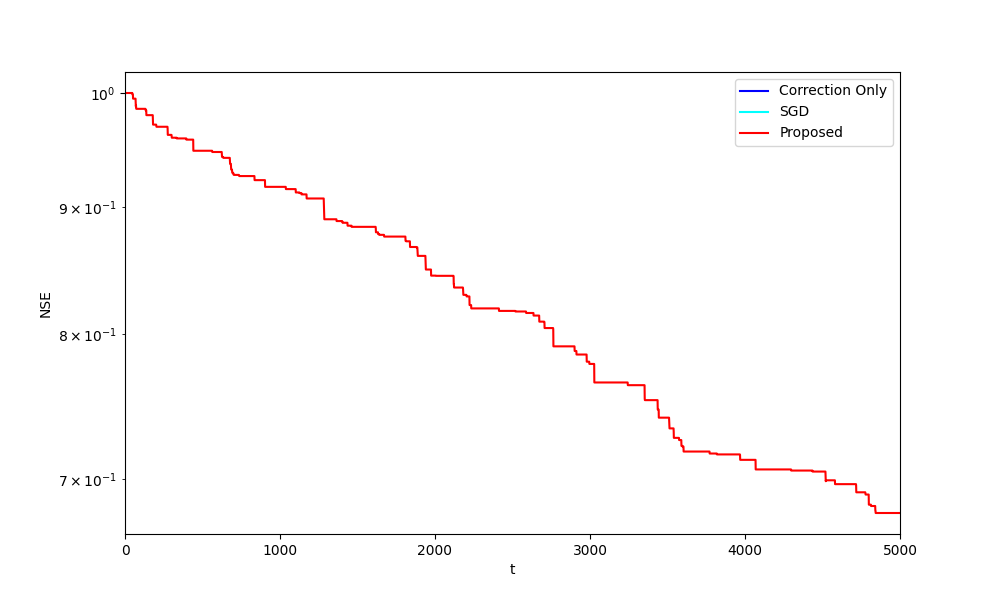 10⁰
9 × 10⁻¹
8 × 10⁻¹
7 × 10⁻¹
NSE
Correction Only
SGD
Proposed
0 1000 2000 3000 4000 5000
t